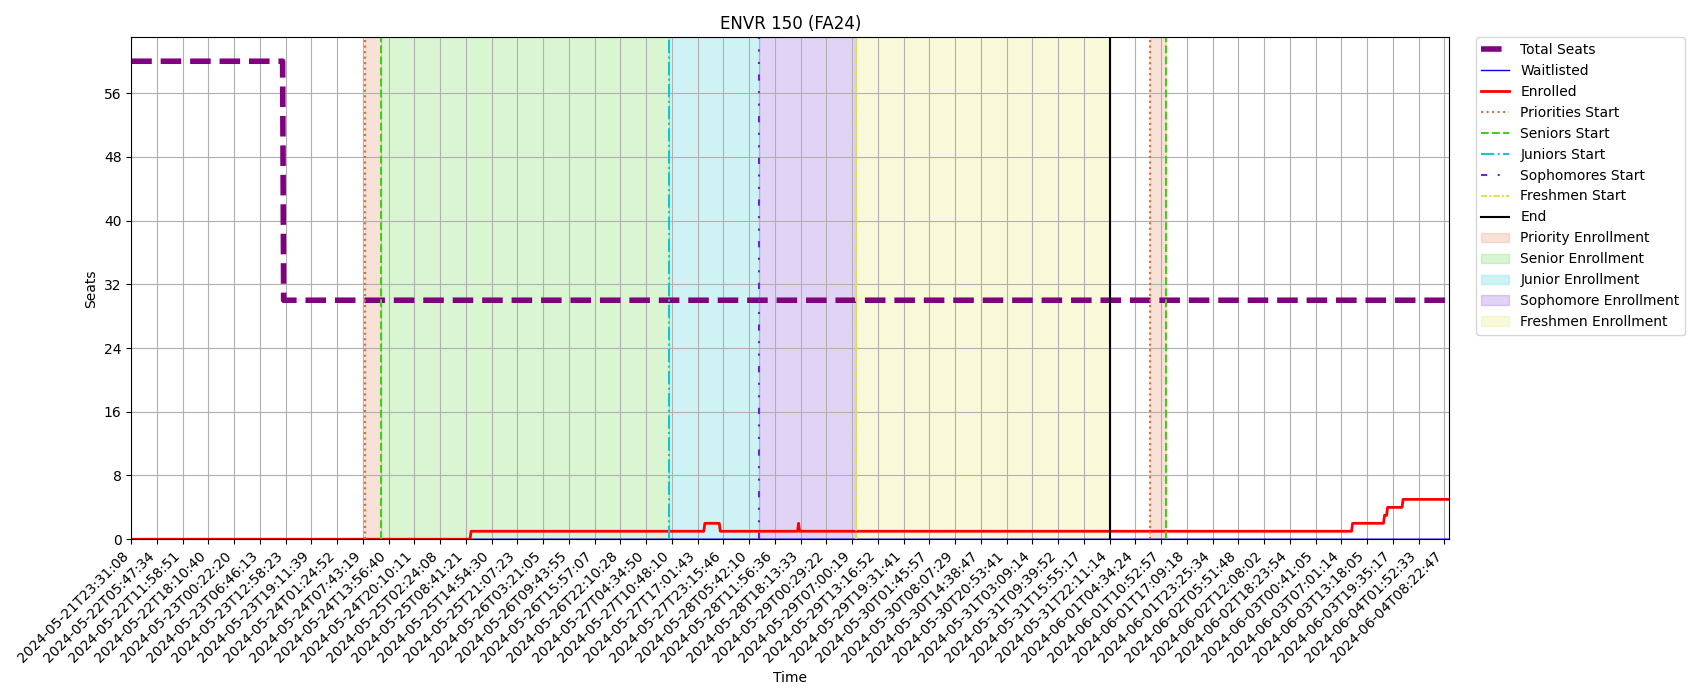 ENVR 150 (FA24)
Total Seats
Waitlisted
Enrolled
Priorities Start
Seniors Start
Juniors Start
Sophomores Start
Freshmen Start
End
Priority Enrollment
Senior Enrollment
Junior Enrollment
Sophomore Enrollment
Freshmen Enrollment
Seats
56
48
40
32
24
16
8
0
2024-05-21T23:31:08
2024-05-22T05:47:34
2024-05-22T11:58:51
2024-05-22T18:10:40
2024-05-23T00:22:20
2024-05-23T06:46:13
2024-05-23T12:58:23
2024-05-23T19:11:39
2024-05-24T01:24:52
2024-05-24T07:43:19
2024-05-24T13:56:40
2024-05-24T20:10:11
2024-05-25T02:24:08
2024-05-25T08:41:21
2024-05-25T14:54:30
2024-05-25T21:07:23
2024-05-26T03:21:05
2024-05-26T09:43:55
2024-05-26T15:57:07
2024-05-26T22:10:28
2024-05-27T04:34:50
2024-05-27T10:48:10
2024-05-27T17:01:43
2024-05-27T23:15:46
2024-05-28T05:42:10
2024-05-28T11:56:36
2024-05-28T18:13:33
2024-05-29T00:29:22
2024-05-29T07:00:19
2024-05-29T13:16:52
2024-05-29T19:31:41
2024-05-30T01:45:57
2024-05-30T08:07:29
2024-05-30T14:38:47
2024-05-30T20:53:41
2024-05-31T03:09:14
2024-05-31T09:39:52
2024-05-31T15:55:17
2024-05-31T22:11:14
2024-06-01T04:34:24
2024-06-01T10:52:57
2024-06-01T17:09:18
2024-06-01T23:25:34
2024-06-02T05:51:48
2024-06-02T12:08:02
2024-06-02T18:23:54
2024-06-03T00:41:05
2024-06-03T07:01:14
2024-06-03T13:18:05
2024-06-03T19:35:17
2024-06-04T01:52:33
2024-06-04T08:22:47
Time